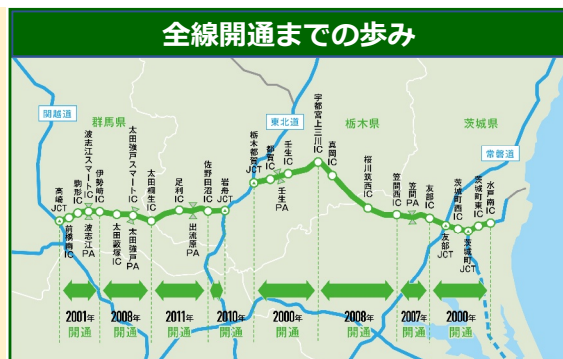 全線開通までの歩み
関越道
群馬県
東北道
栃木県
茨城県
常磐道
高崎JCT
前橋南IC
駒形IC
波志江スマートIC
波志江PA
伊勢崎IC
太田藪塚IC
太田強戸スマートIC
太田強戸PA
太田桐生IC
足利IC
出流原PA
佐野田沼IC
岩舟JCT
栃木都賀JCT
都賀IC
壬生PA
壬生IC
宇都宮上三川IC
真岡IC
桜川筑西IC
笠間西IC
笠間PA
友部IC
友部JCT
茨城町西IC
茨城町JCT
茨城町東IC
水戸南IC
2001年開通
2008年開通
2011年開通
2010年開通
2000年開通
2008年開通
2007年開通
2000年開通